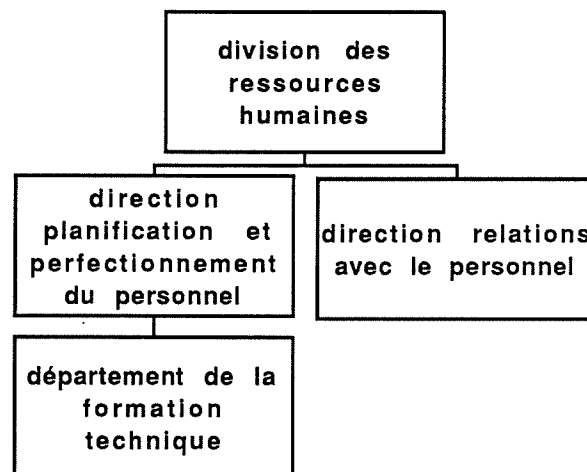 division des
ressources
humaines
direction
planification et
perfectionnement
du personnel
direction relations
avec le personnel
département de la
formation
technique